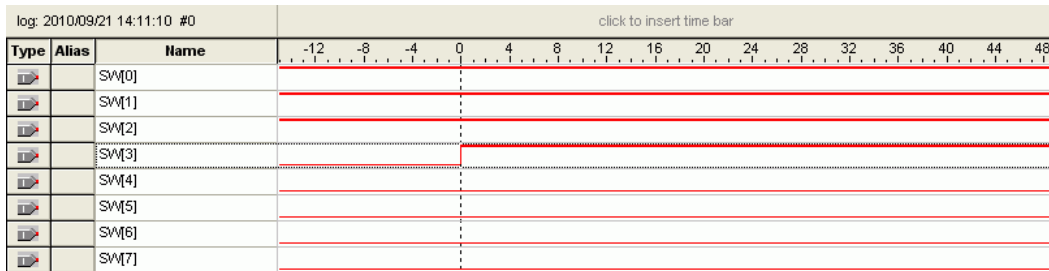 log: 2010/09/21 14:11:10 #0 click to insert time bar
Type Alias Name -12 -8 -4 0 4 8 12 16 20 24 28 32 36 40 44 48
SW[0]
SW[1]
SW[2]
SW[3]
SW[4]
SW[5]
SW[6]
SW[7]